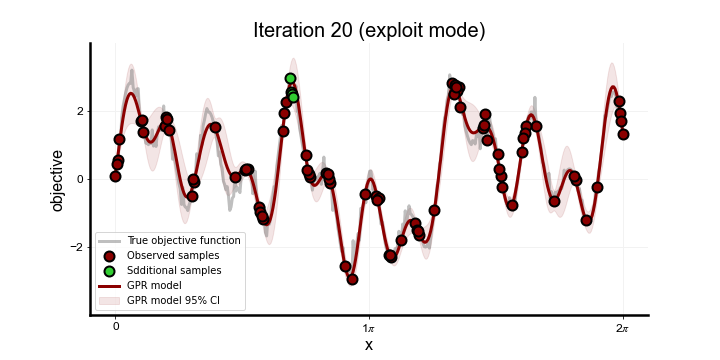 Iteration 20 (exploit mode)
objective
2
0
−2
True objective function
Observed samples
Sdditional samples
GPR model
GPR model 95% CI
0
1π
2π
x